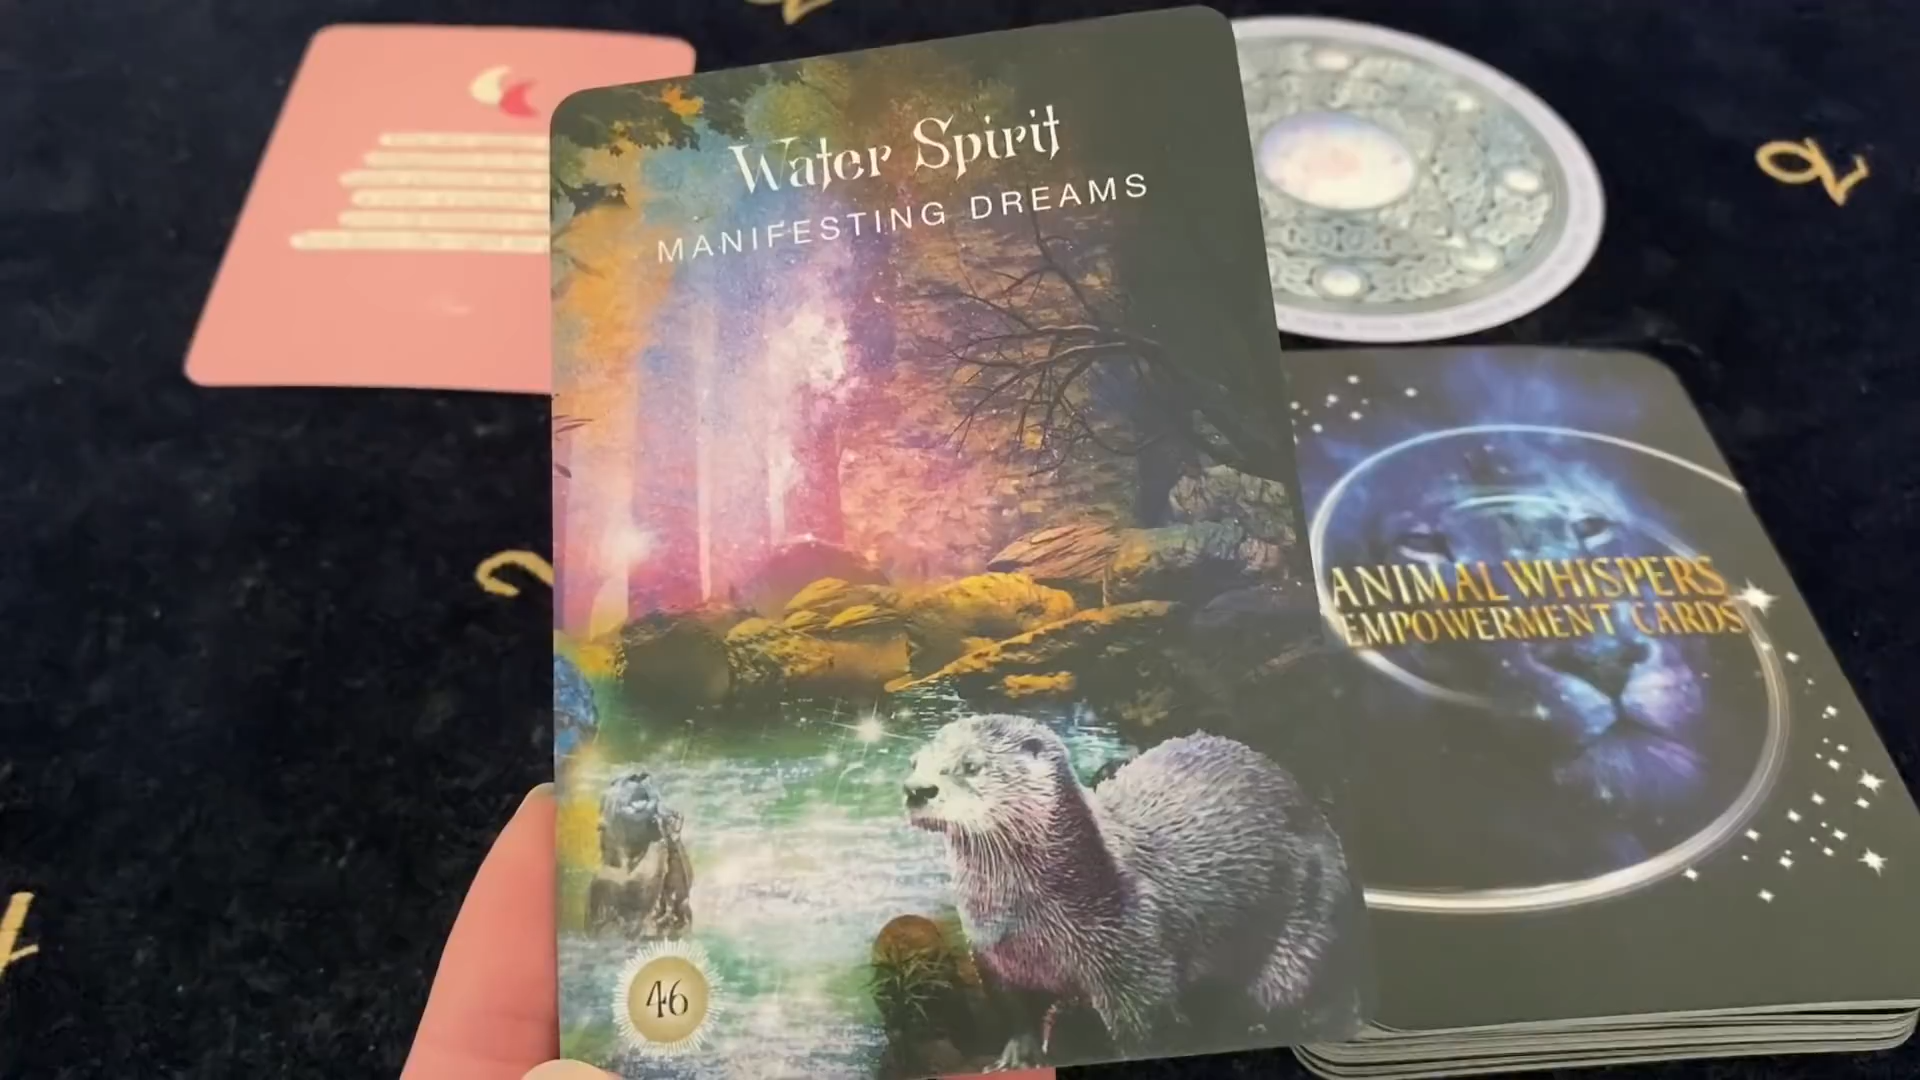 Water Spirit
MANIFESTING DREAMS
46
ANIMAL WHISPERS
EMPOWERMENT CARDS